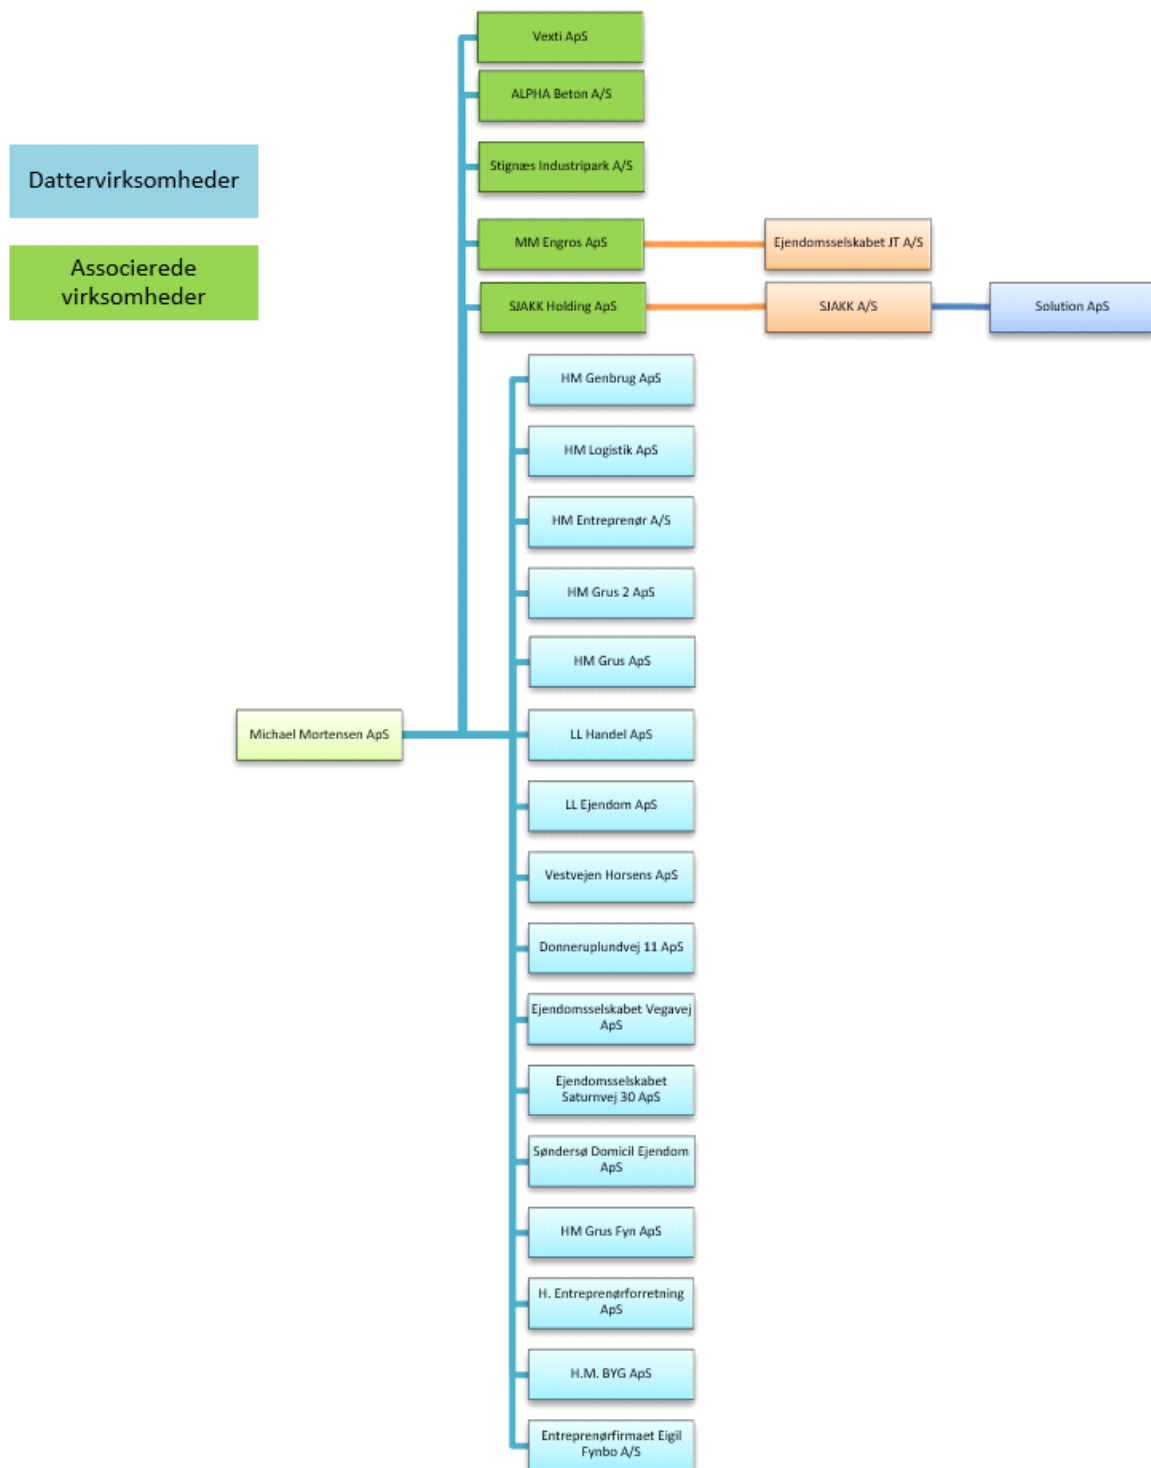 Vexti ApS
ALPHA Beton A/S
Dattervirksomheder
Stignæs Industripark A/S
MM Engros ApS
Ejendomsselskabet JT A/S
Associerede
virksomheder
SJAKK Holding ApS
SJAKK A/S
Solution ApS
HM Genbrug ApS
HM Logistik ApS
HM Entreprenør A/S
HM Grus 2 ApS
HM Grus ApS
Michael Mortensen ApS
LL Handel ApS
LL Ejendom ApS
Vestvejen Horsens ApS
Donneruplundvej 11 ApS
Ejendomsselskabet Vegavej
ApS
Ejendomsselskabet
Saturnvej 30 ApS
Søndersø Domicil Ejendom
ApS
HM Grus Fyn ApS
H. Entreprenørforretning
ApS
H.M. BYG ApS
Entreprenørfirmaet Eigil
Fynbo A/S